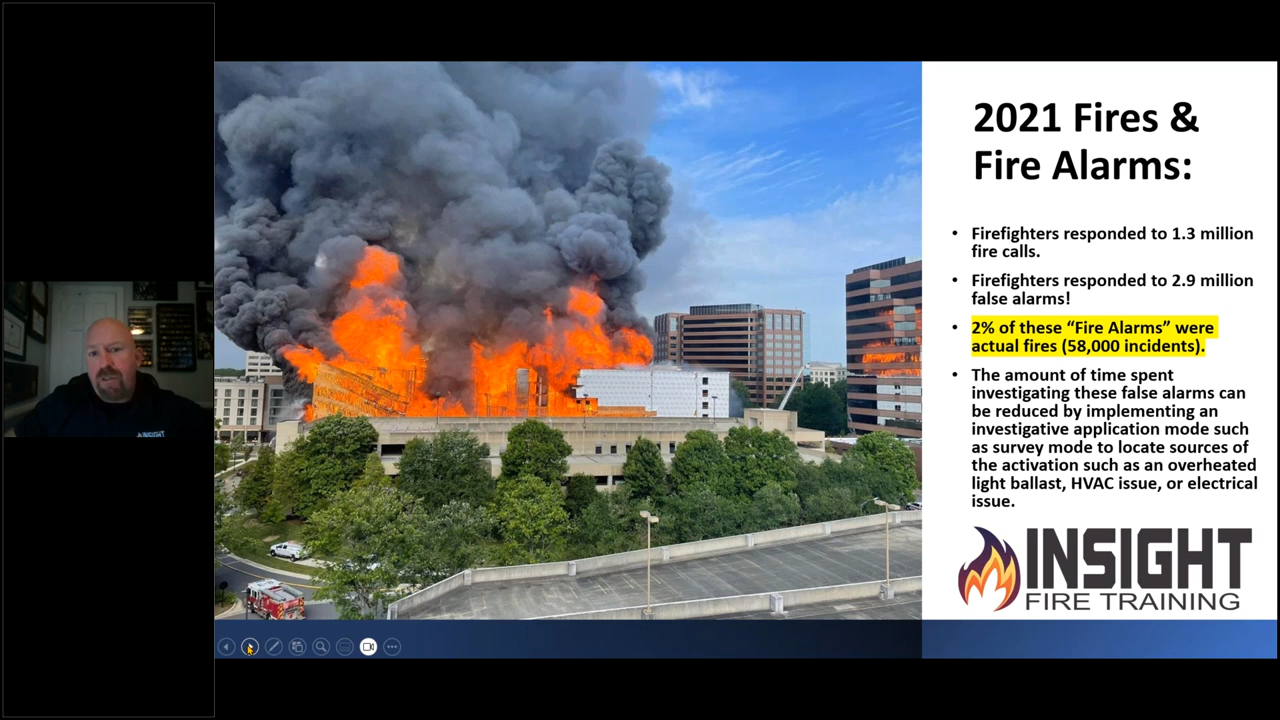 2021 Fires &
Fire Alarms:
• Firefighters responded to 1.3 million
fire calls.
• Firefighters responded to 2.9 million
false alarms!
• 2% of these “Fire Alarms” were
actual fires (58,000 incidents).
• The amount of time spent
investigating these false alarms can
be reduced by implementing an
investigative application mode such
as survey mode to locate sources of
the activation such as an overheated
light ballast, HVAC issue, or electrical
issue.
INSIGHT
FIRE TRAINING
INSIGHT